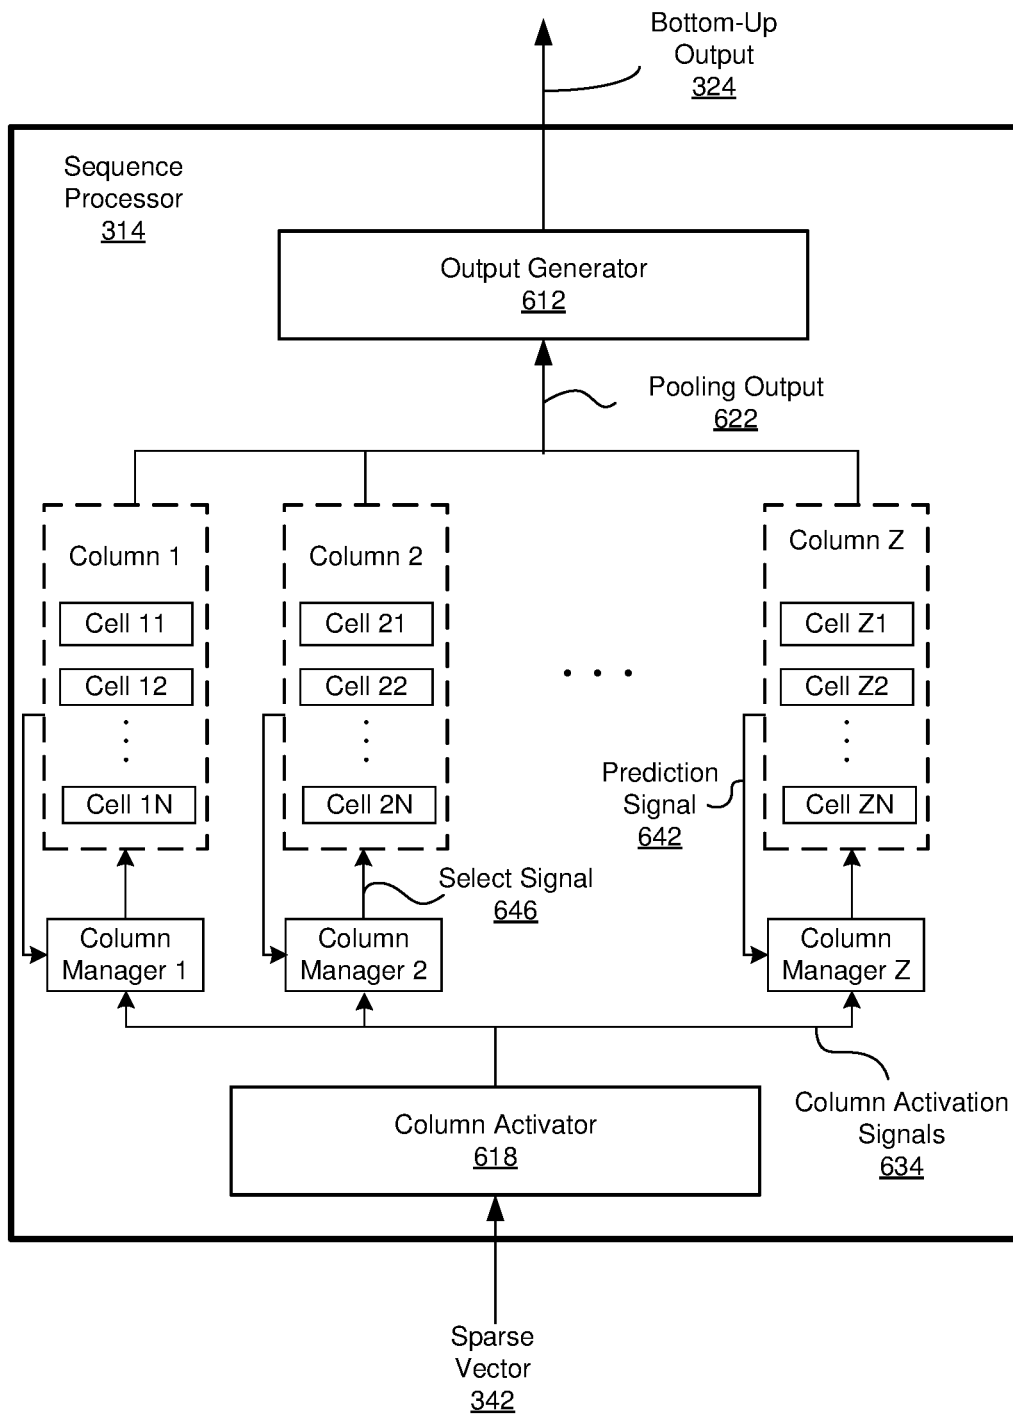 Bottom-Up
Output
324
Sequence
Processor
314
Output Generator
612
Pooling Output
622
Column 1
Column 2
Column Z
Cell 11
Cell 21
Cell Z1
Cell 12
Cell 22
Cell Z2
Cell 1N
Cell 2N
Cell ZN
Prediction
Signal
642
Select Signal
646
Column
Manager 1
Column
Manager 2
Column
Manager Z
Column Activator
618
Column Activation
Signals
634
Sparse
Vector
342